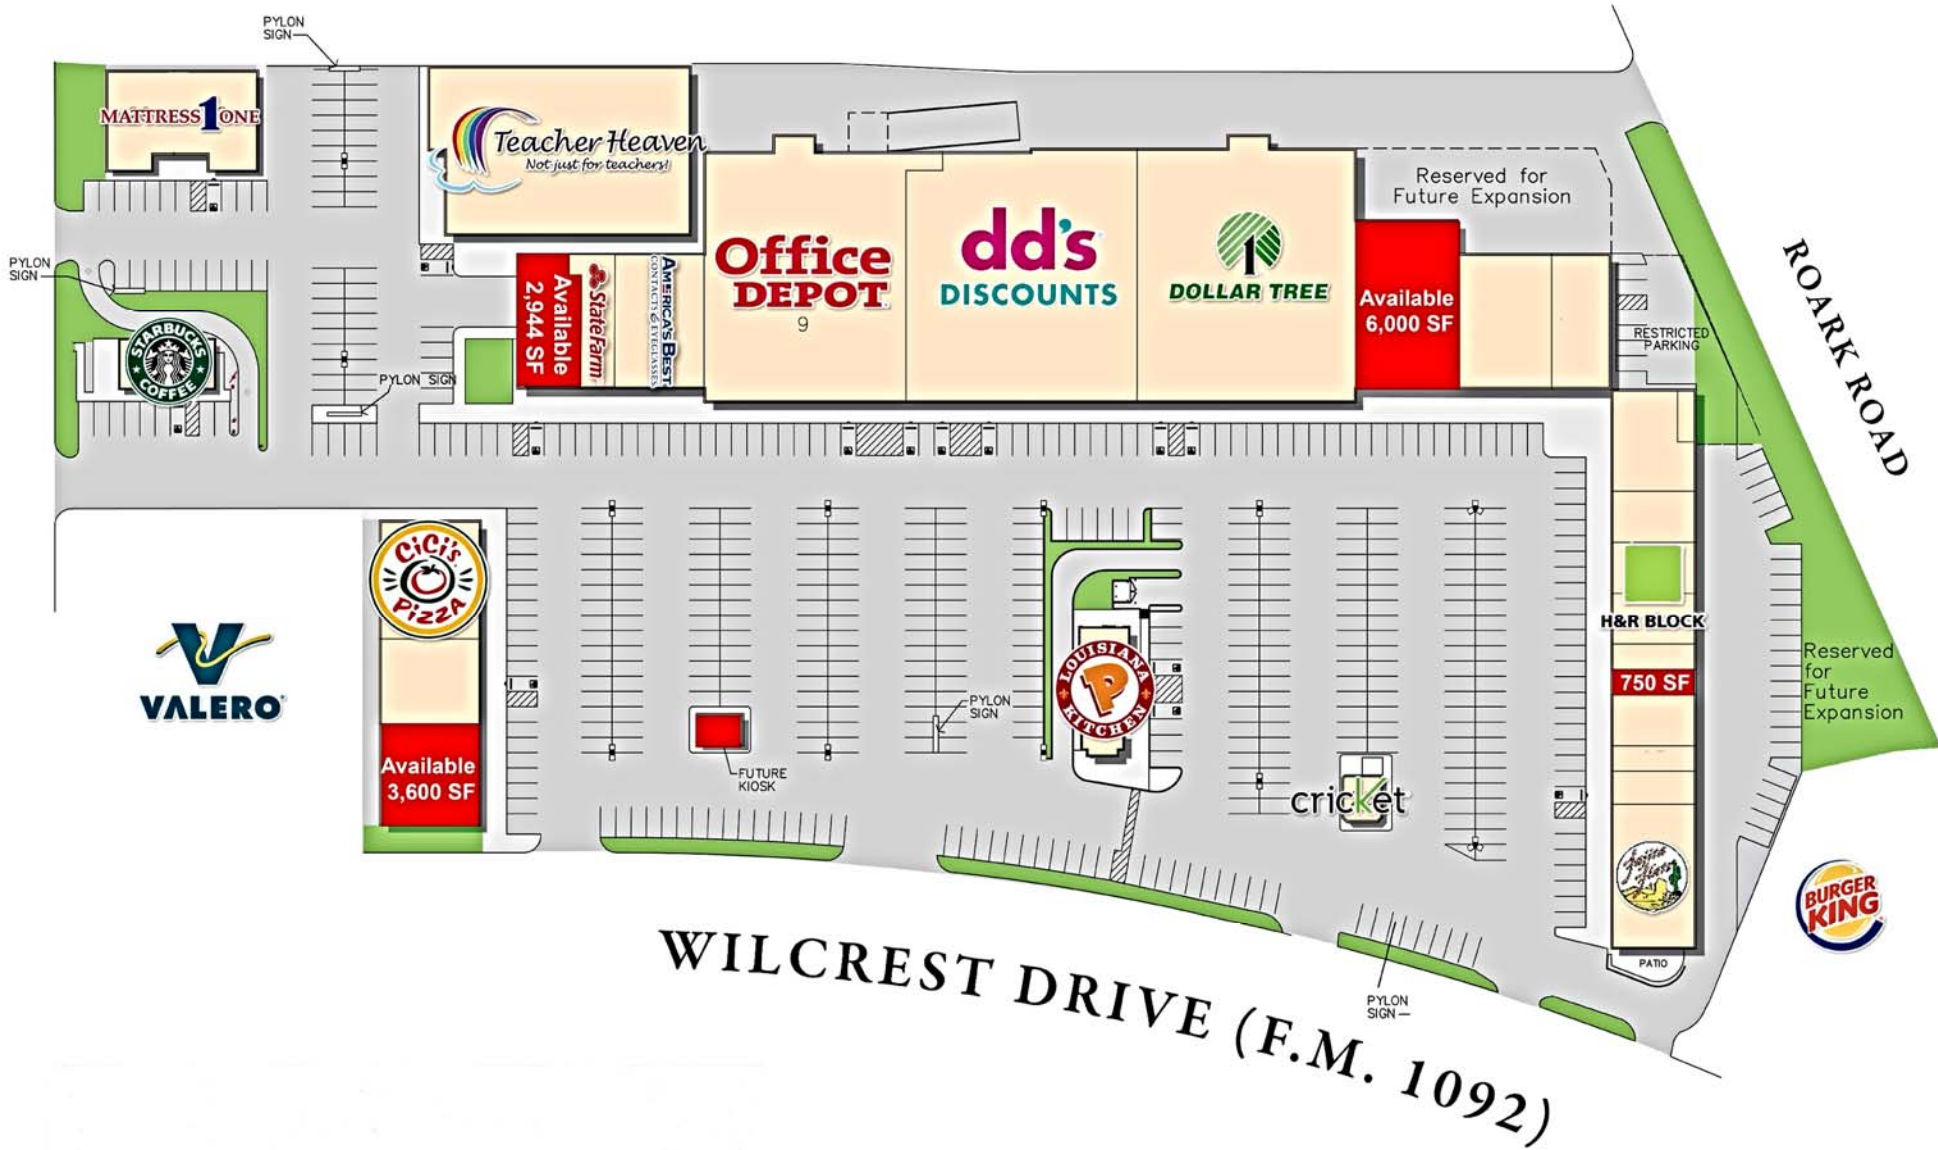 PYLON
SIGN
MATTRESS 1 ONE
Teacher Heaven
Not just for teachers!
Reserved for
Future Expansion
PYLON
SIGN
STARBUCKS
COFFEE
PYLON SIGN
Available
2,944 SF
StateFarm
AMERICA'S BEST
CONTACTS & EYEGLASSES
Office
DEPOT
9
dd's
DISCOUNTS
1
DOLLAR TREE
Available
6,000 SF
RESTRICTED
PARKING
ROARK ROAD
CiCi's
Pizza
V
VALERO
Available
3,600 SF
FUTURE
KIOSK
PYLON
SIGN
LOUISIANA
P
KITCHEN
cricket
H&R BLOCK
750 SF
Reserved
for
Future
Expansion
BURGER
KING
PATIO
PYLON
SIGN
WILCREST DRIVE (F.M. 1092)